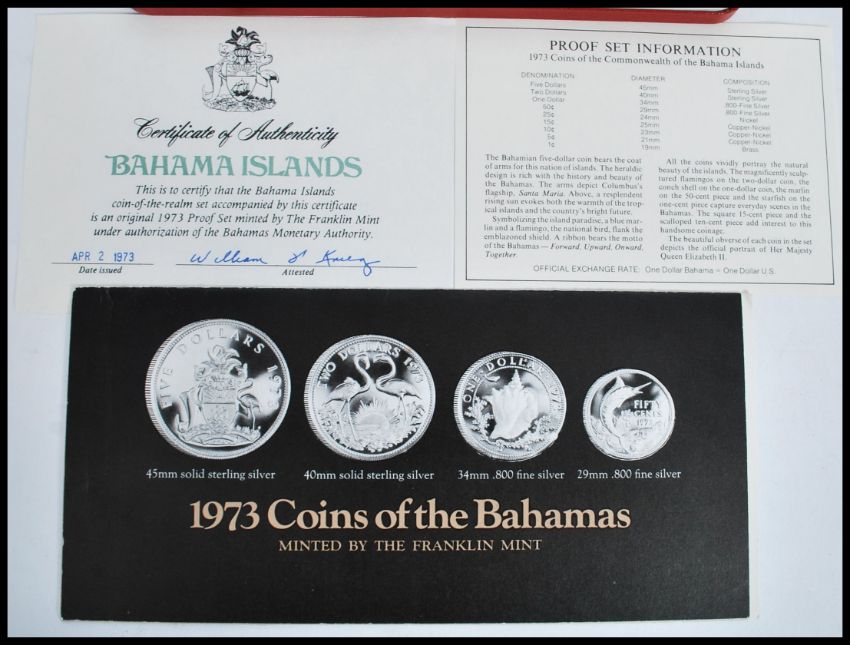 Certificate of Authenticity
BAHAMA ISLANDS
This is to certify that the Bahama Islands
coin-of-the-realm set accompanied by this certificate
is an original 1973 Proof Set minted by The Franklin Mint
under authorization of the Bahamas Monetary Authority.
APR 2 1973
Date issued
William
Attested
PROOF SET INFORMATION
1973 Coins of the Commonwealth of the Bahama Islands
DENOMINATION DIAMETER COMPOSITION
Five Dollars 45mm Sterling Silver
Two Dollars 40mm Sterling Silver
One Dollar 34mm .800-Fine Silver
50¢ 29mm .800-Fine Silver
25¢ 24mm Nickel
15¢ 25mm Copper-Nickel
10¢ 23mm Copper-Nickel
5¢ 21mm Copper-Nickel
1¢ 19mm Brass
The Bahamian five-dollar coin bears the coat
of arms for this nation of islands. The heraldic
design is rich with the history and beauty of
the Bahamas. The arms depict Columbus's
flagship, Santa Maria. Above, a resplendent
rising sun evokes both the warmth of the trop-
ical islands and the country's bright future.
Symbolizing the island paradise, a blue mar-
lin and a flamingo, the national bird, flank the
emblazoned shield. A ribbon bears the motto
of the Bahamas — Forward, Upward, Onward,
Together.
All the coins vividly portray the natural
beauty of the islands. The magnificently sculp-
tured flamingos on the two-dollar coin, the
conch shell on the one-dollar coin, the marlin
on the 50-cent piece and the starfish on the
one-cent piece capture everyday scenes in the
Bahamas. The square 15-cent piece and the
scalloped ten-cent piece add interest to this
handsome coinage.
The beautiful obverse of each coin in the set
depicts the official portrait of Her Majesty
Queen Elizabeth II.
OFFICIAL EXCHANGE RATE: One Dollar Bahama = One Dollar U.S.
FIVE DOLLARS 1973
TWO DOLLARS 1973
ONE DOLLAR 1973
FIFTY
CENTS
1973
45mm solid sterling silver
40mm solid sterling silver
34mm .800 fine silver
29mm .800 fine silver
1973 Coins of the Bahamas
MINTED BY THE FRANKLIN MINT